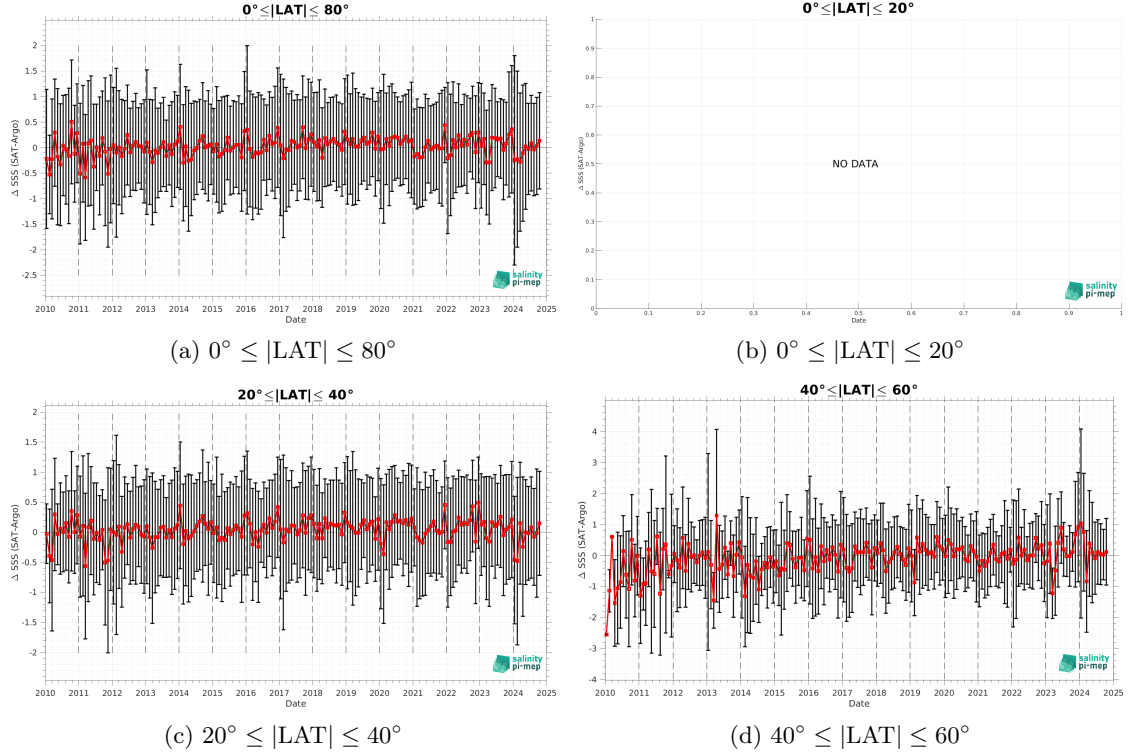 0°≤|LAT|≤ 80°
2
1.5
1
0.5
0
-0.5
-1
-1.5
-2
-2.5
Δ SSS (SAT-Argo)
2010 2011 2012 2013 2014 2015 2016 2017 2018 2019 2020 2021 2022 2023 2024 2025
Date
salinity
pi-mep
(a) 0° ≤ |LAT| ≤ 80°
0°≤|LAT|≤ 20°
1
0.9
0.8
0.7
0.6
0.5
0.4
0.3
0.2
0.1
0
Δ SSS (SAT-Argo)
NO DATA
0 0.1 0.2 0.3 0.4 0.5 0.6 0.7 0.8 0.9 1
Date
salinity
pi-mep
(b) 0° ≤ |LAT| ≤ 20°
20°≤|LAT|≤ 40°
2
1.5
1
0.5
0
-0.5
-1
-1.5
-2
Δ SSS (SAT-Argo)
2010 2011 2012 2013 2014 2015 2016 2017 2018 2019 2020 2021 2022 2023 2024 2025
Date
salinity
pi-mep
(c) 20° ≤ |LAT| ≤ 40°
40°≤|LAT|≤ 60°
4
3
2
1
0
-1
-2
-3
-4
Δ SSS (SAT-Argo)
2010 2011 2012 2013 2014 2015 2016 2017 2018 2019 2020 2021 2022 2023 2024 2025
Date
salinity
pi-mep
(d) 40° ≤ |LAT| ≤ 60°